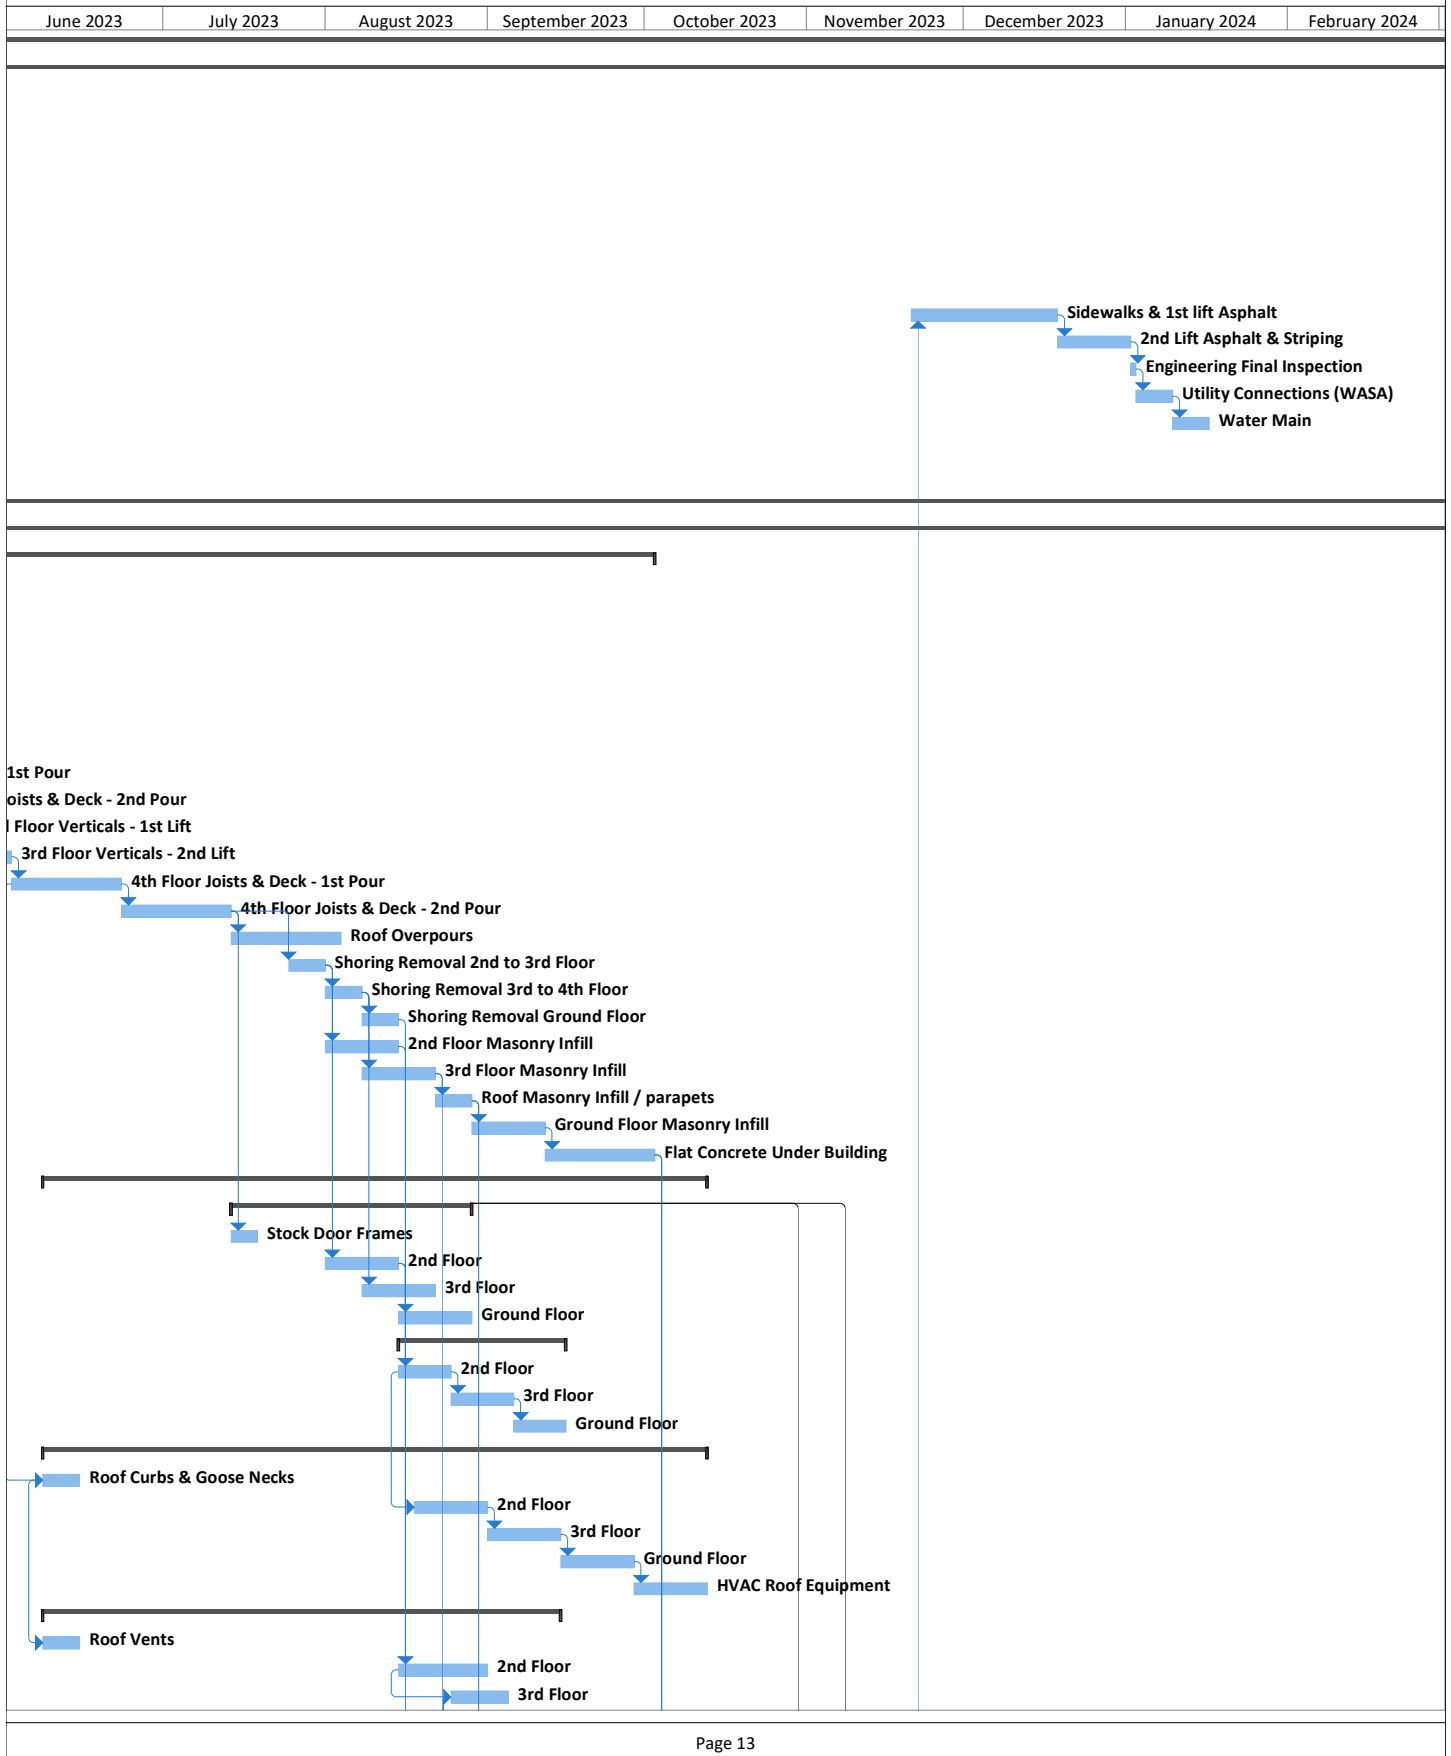 June 2023 July 2023 August 2023 September 2023 October 2023 November 2023 December 2023 January 2024 February 2024
Sidewalks & 1st lift Asphalt
2nd Lift Asphalt & Striping
Engineering Final Inspection
Utility Connections (WASA)
Water Main
1st Pour
oists & Deck - 2nd Pour
Floor Verticals - 1st Lift
3rd Floor Verticals - 2nd Lift
4th Floor Joists & Deck - 1st Pour
4th Floor Joists & Deck - 2nd Pour
Roof Overpours
Shoring Removal 2nd to 3rd Floor
Shoring Removal 3rd to 4th Floor
Shoring Removal Ground Floor
2nd Floor Masonry Infill
3rd Floor Masonry Infill
Roof Masonry Infill / parapets
Ground Floor Masonry Infill
Flat Concrete Under Building
Stock Door Frames
2nd Floor
3rd Floor
Ground Floor
2nd Floor
3rd Floor
Ground Floor
Roof Curbs & Goose Necks
2nd Floor
3rd Floor
Ground Floor
HVAC Roof Equipment
Roof Vents
2nd Floor
3rd Floor
Page 13